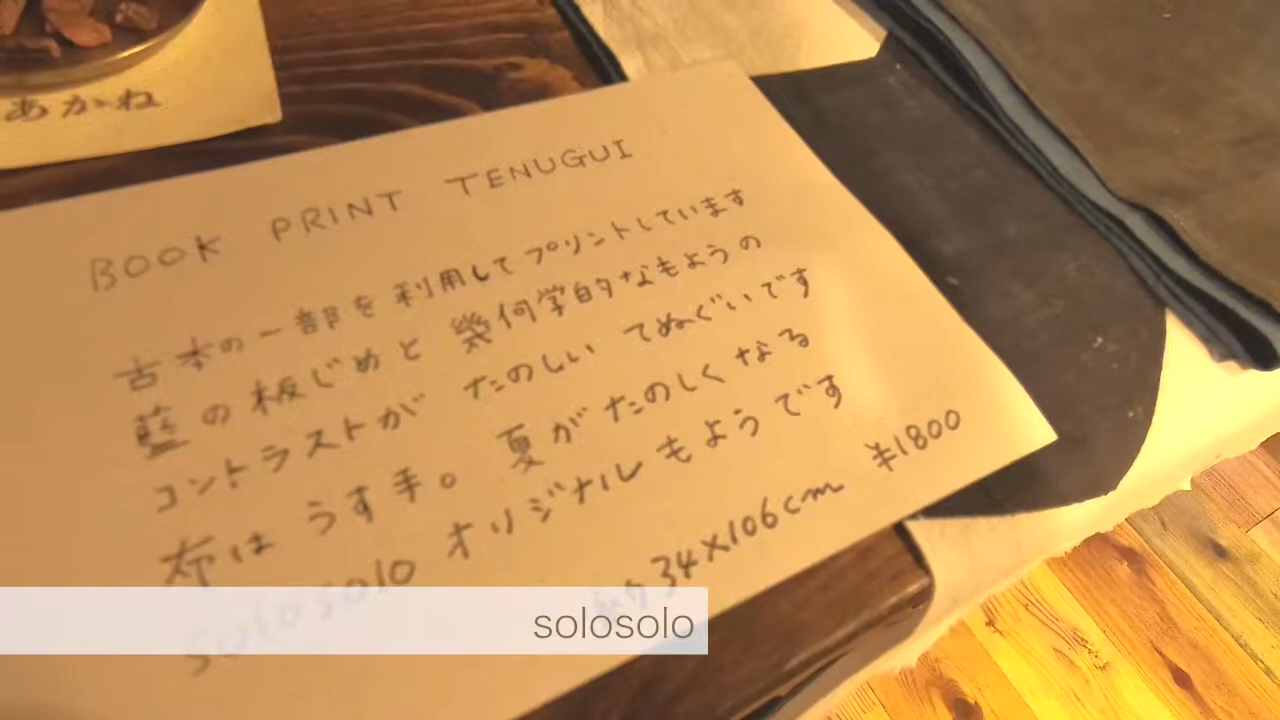 あかね
BOOK PRINT TENUGUI
古本の一部を利用してプリントしています
藍の板じめと幾何学的なもようの
コントラストがたのしいてぬぐいです
布はうす手。夏がたのしくなる
solosolo オリジナルもようです
34×106cm ¥1800
solosolo